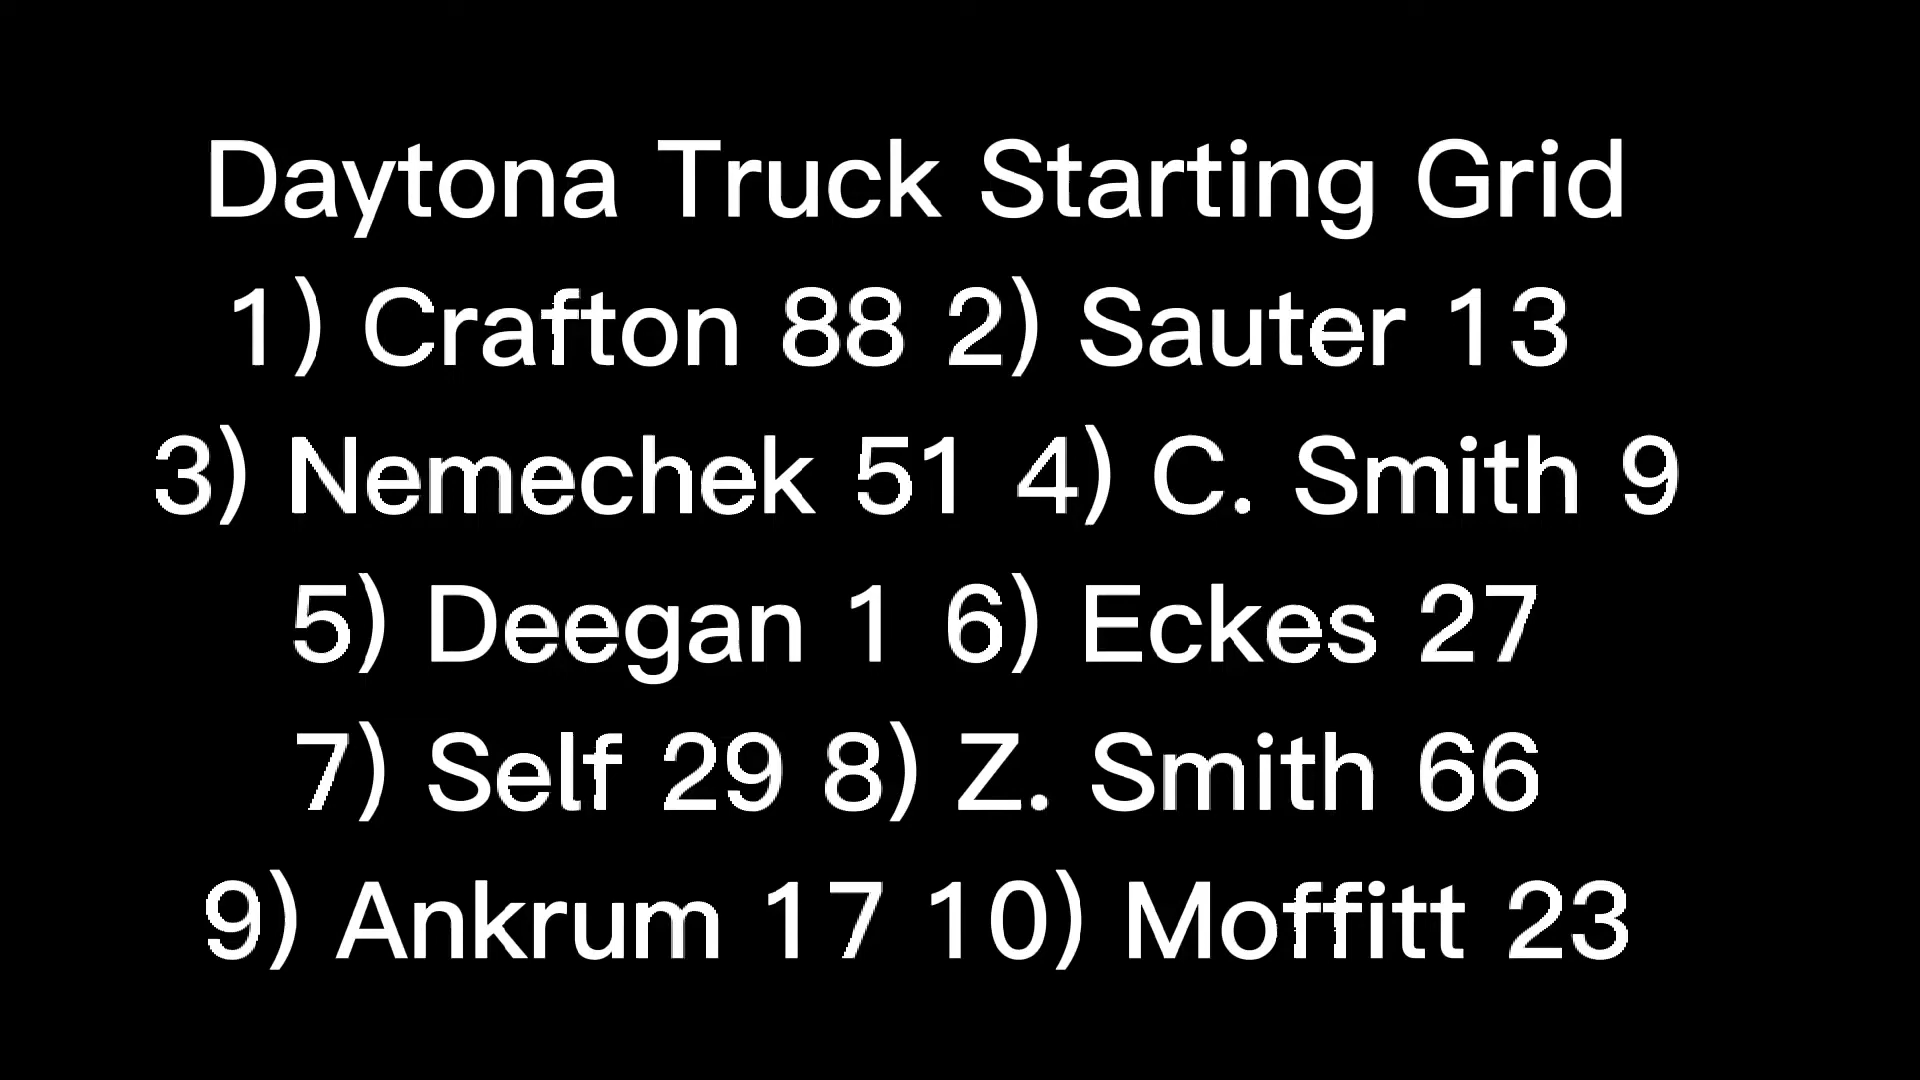 Daytona Truck Starting Grid
1) Crafton 88 2) Sauter 13
3) Nemechek 51 4) C. Smith 9
5) Deegan 1 6) Eckes 27
7) Self 29 8) Z. Smith 66
9) Ankrum 17 10) Moffitt 23